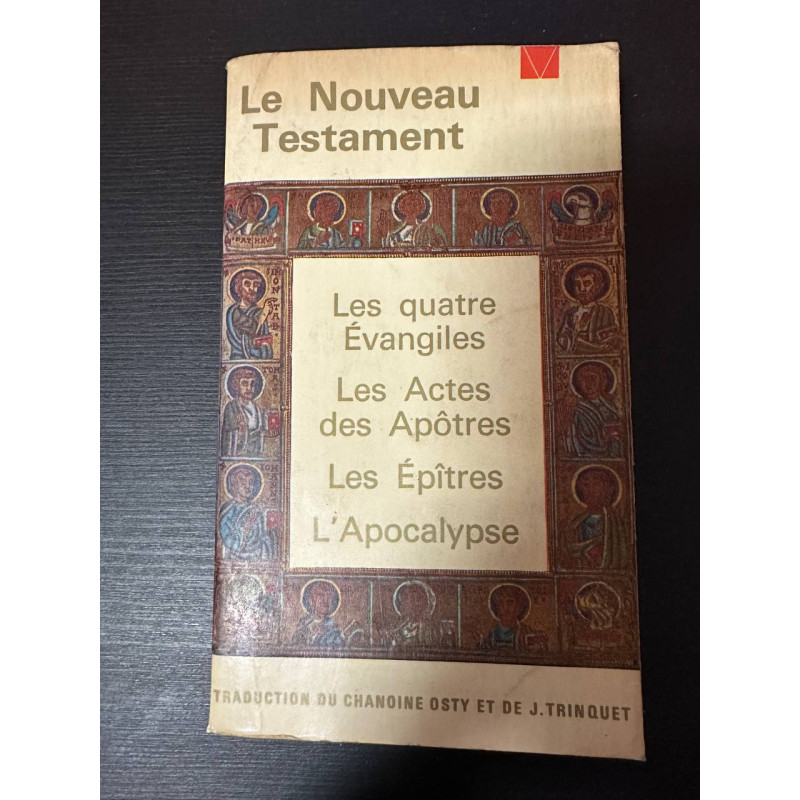 Le Nouveau
Testament
Les quatre
Évangiles
Les Actes
des Apôtres
Les Épîtres
L'Apocalypse
TRADUCTION DU CHANOINE OSTY ET DE J. TRINQUET